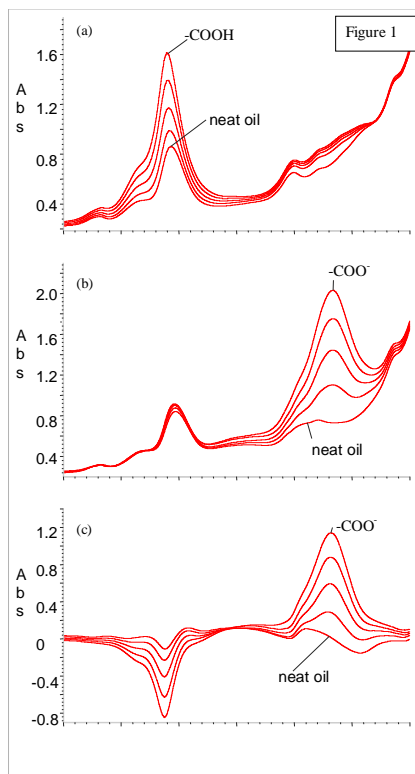 Figure 1
(a)
-COOH
1.6
A
b
s
1.2
neat oil
0.8
0.4
(b)
-COO⁻
2.0
A
b
s
1.6
1.2
0.8
neat oil
0.4
(c)
-COO⁻
1.2
A
b
s
0.8
0.4
0
neat oil
-0.4
-0.8